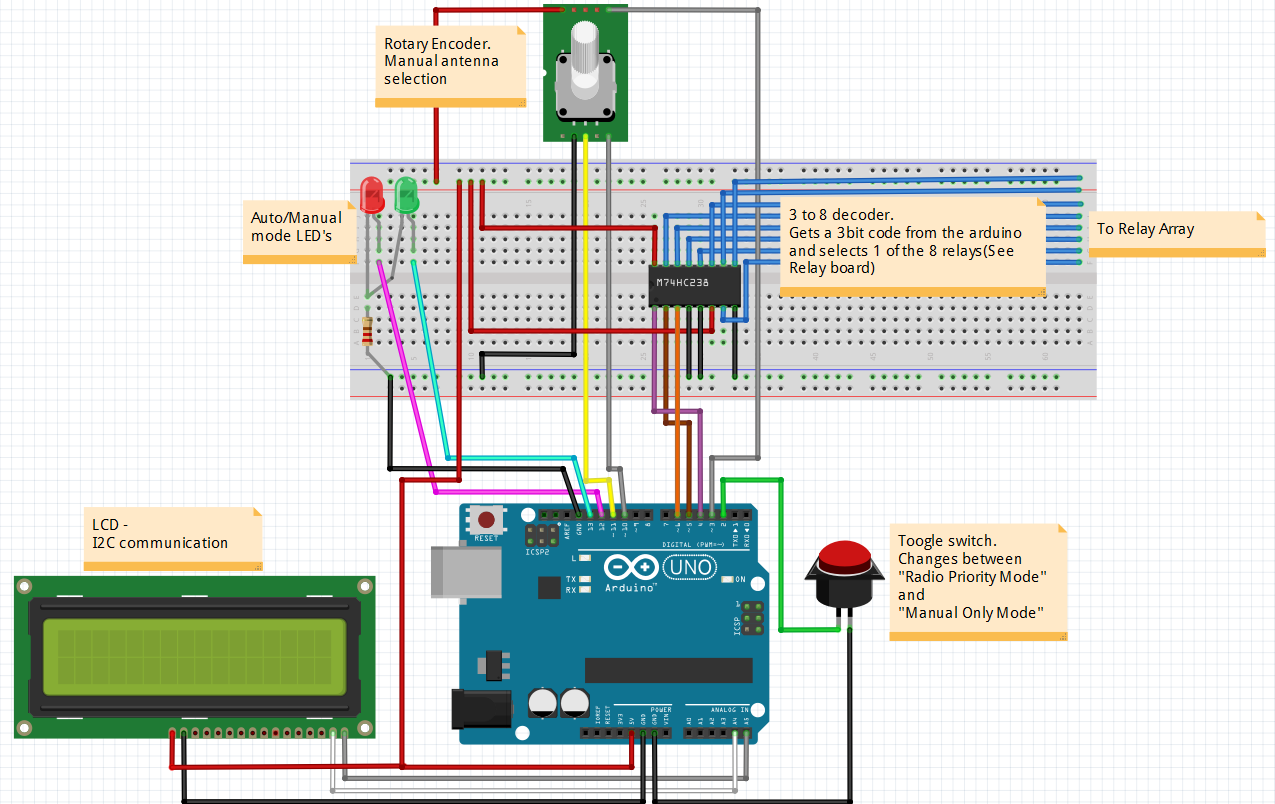 Rotary Encoder.
Manual antenna
selection
Auto/Manual
mode LED's
3 to 8 decoder.
Gets a 3bit code from the arduino
and selects 1 of the 8 relays(See
Relay board)
To Relay Array
M74HC238
LCD -
I2C communication
RESET
ICSP2
AREF
GND
13
12
~11
~10
~9
8
7
~6
~5
4
~3
2
TXD▸1
RXD◂0
DIGITAL (PWM=~)
L
TX
RX
Arduino™
UNO
ON
ICSP
1
IOREF
RESET
3V3
5V
GND
GND
VIN
POWER
ANALOG IN
A0
A1
A2
A3
A4
A5
Toogle switch.
Changes between
"Radio Priority Mode"
and
"Manual Only Mode"